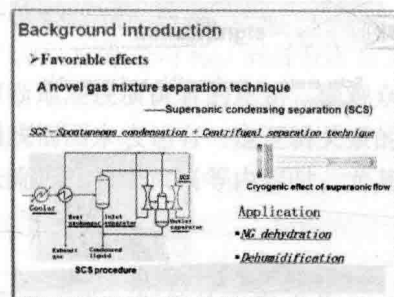 Background introduction
➢Favorable effects
A novel gas mixture separation technique
——Supersonic condensing separation (SCS)
SCS-Spontaneous condensation + Centrifugal separation technique
SCS
Cooler
Heat exchanger
Inlet separator
Outlet separator
Exhaust gas
Condensed liquid
SCS procedure
Cryogenic effect of supersonic flow
Application
▪NG dehydration
▪Dehumidification